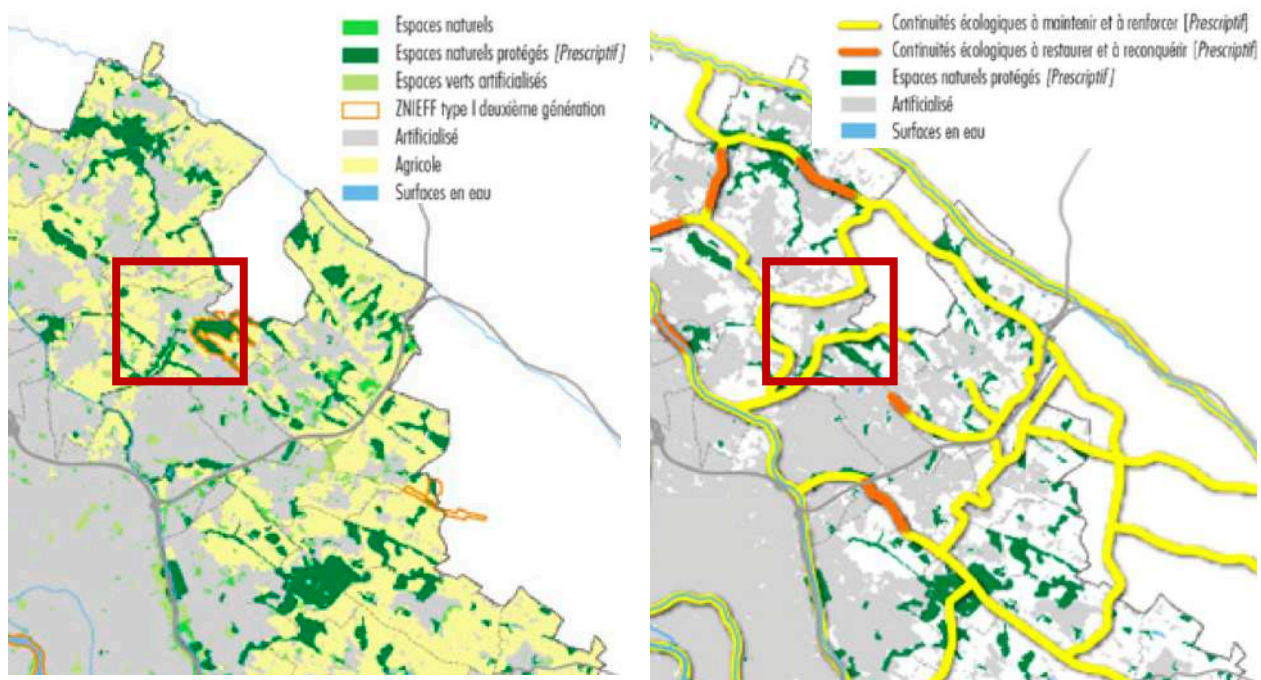 Espaces naturels
Espaces naturels protégés [Prescriptif]
Espaces verts artificialisés
ZNIEFF type I deuxième génération
Artificialisé
Agricole
Surfaces en eau
Continuités écologiques à maintenir et à renforcer [Prescriptif]
Continuités écologiques à restaurer et à reconquérir [Prescriptif]
Espaces naturels protégés [Prescriptif]
Artificialisé
Surfaces en eau